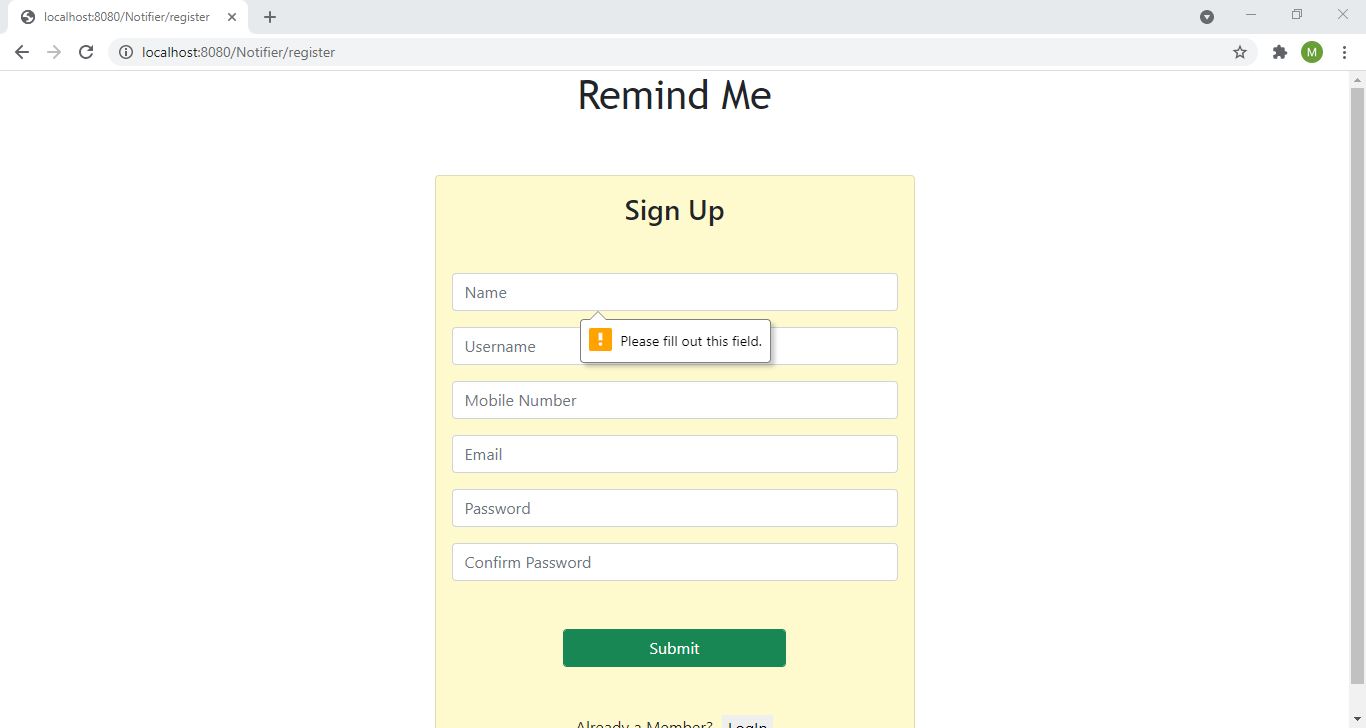 localhost:8080/Notifier/register
localhost:8080/Notifier/register
M
Remind Me
Sign Up
Name
Please fill out this field.
Username
Mobile Number
Email
Password
Confirm Password
Submit
Already a Member? LogIn